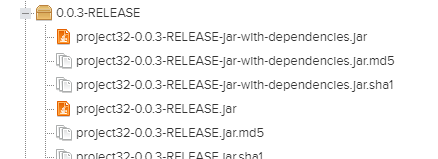 0.0.3-RELEASE
project32-0.0.3-RELEASE-jar-with-dependencies.jar
project32-0.0.3-RELEASE-jar-with-dependencies.jar.md5
project32-0.0.3-RELEASE-jar-with-dependencies.jar.sha1
project32-0.0.3-RELEASE.jar
project32-0.0.3-RELEASE.jar.md5
project32-0.0.3-RELEASE.jar.sha1